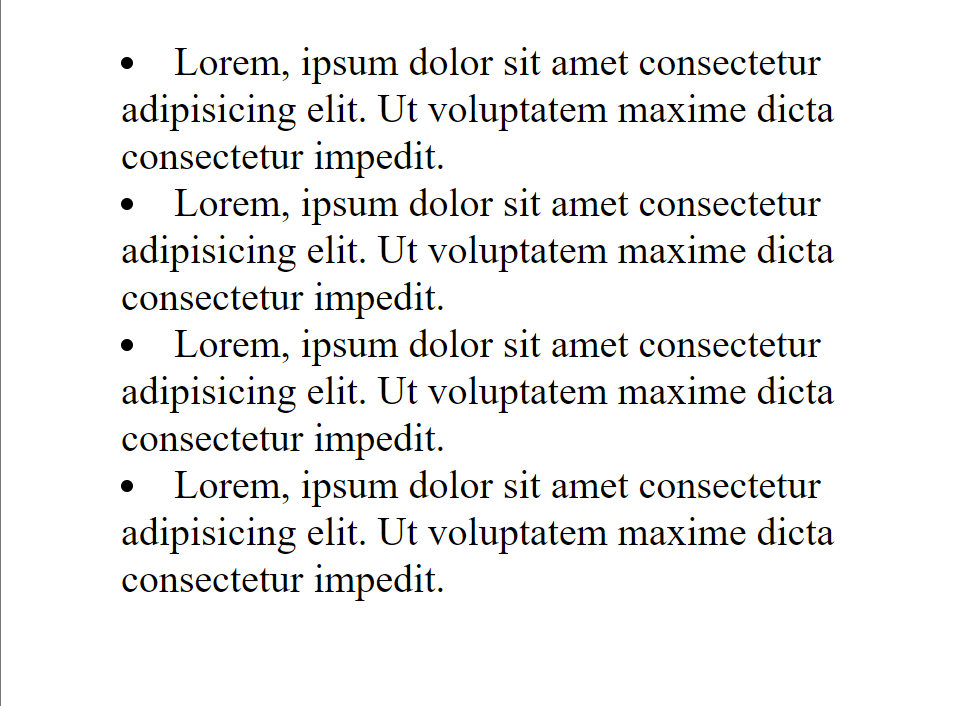 • Lorem, ipsum dolor sit amet consectetur
adipisicing elit. Ut voluptatem maxime dicta
consectetur impedit.
• Lorem, ipsum dolor sit amet consectetur
adipisicing elit. Ut voluptatem maxime dicta
consectetur impedit.
• Lorem, ipsum dolor sit amet consectetur
adipisicing elit. Ut voluptatem maxime dicta
consectetur impedit.
• Lorem, ipsum dolor sit amet consectetur
adipisicing elit. Ut voluptatem maxime dicta
consectetur impedit.